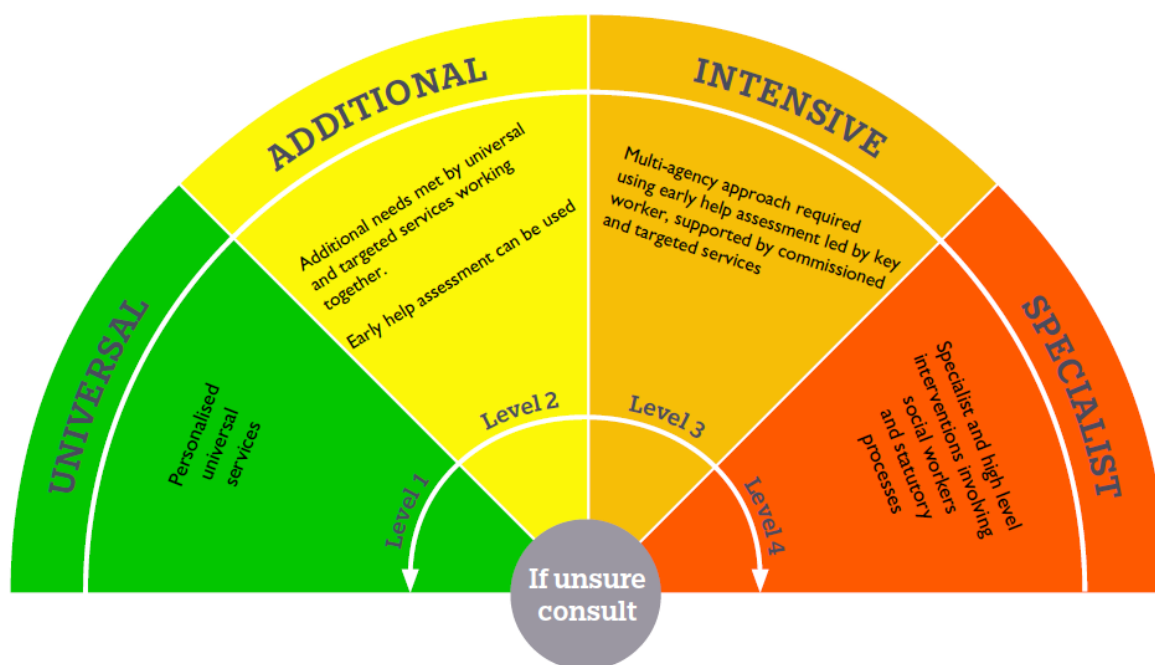 UNIVERSAL
Personalised
universal
services
Level 1
ADDITIONAL
Additional needs met by universal
and targeted services working
together.
Early help assessment can be used
Level 2
INTENSIVE
Multi-agency approach required
using early help assessment led by key
worker, supported by commissioned
and targeted services
Level 3
SPECIALIST
Specialist and high level
interventions involving
social workers
and statutory
processes
Level 4
If unsure
consult